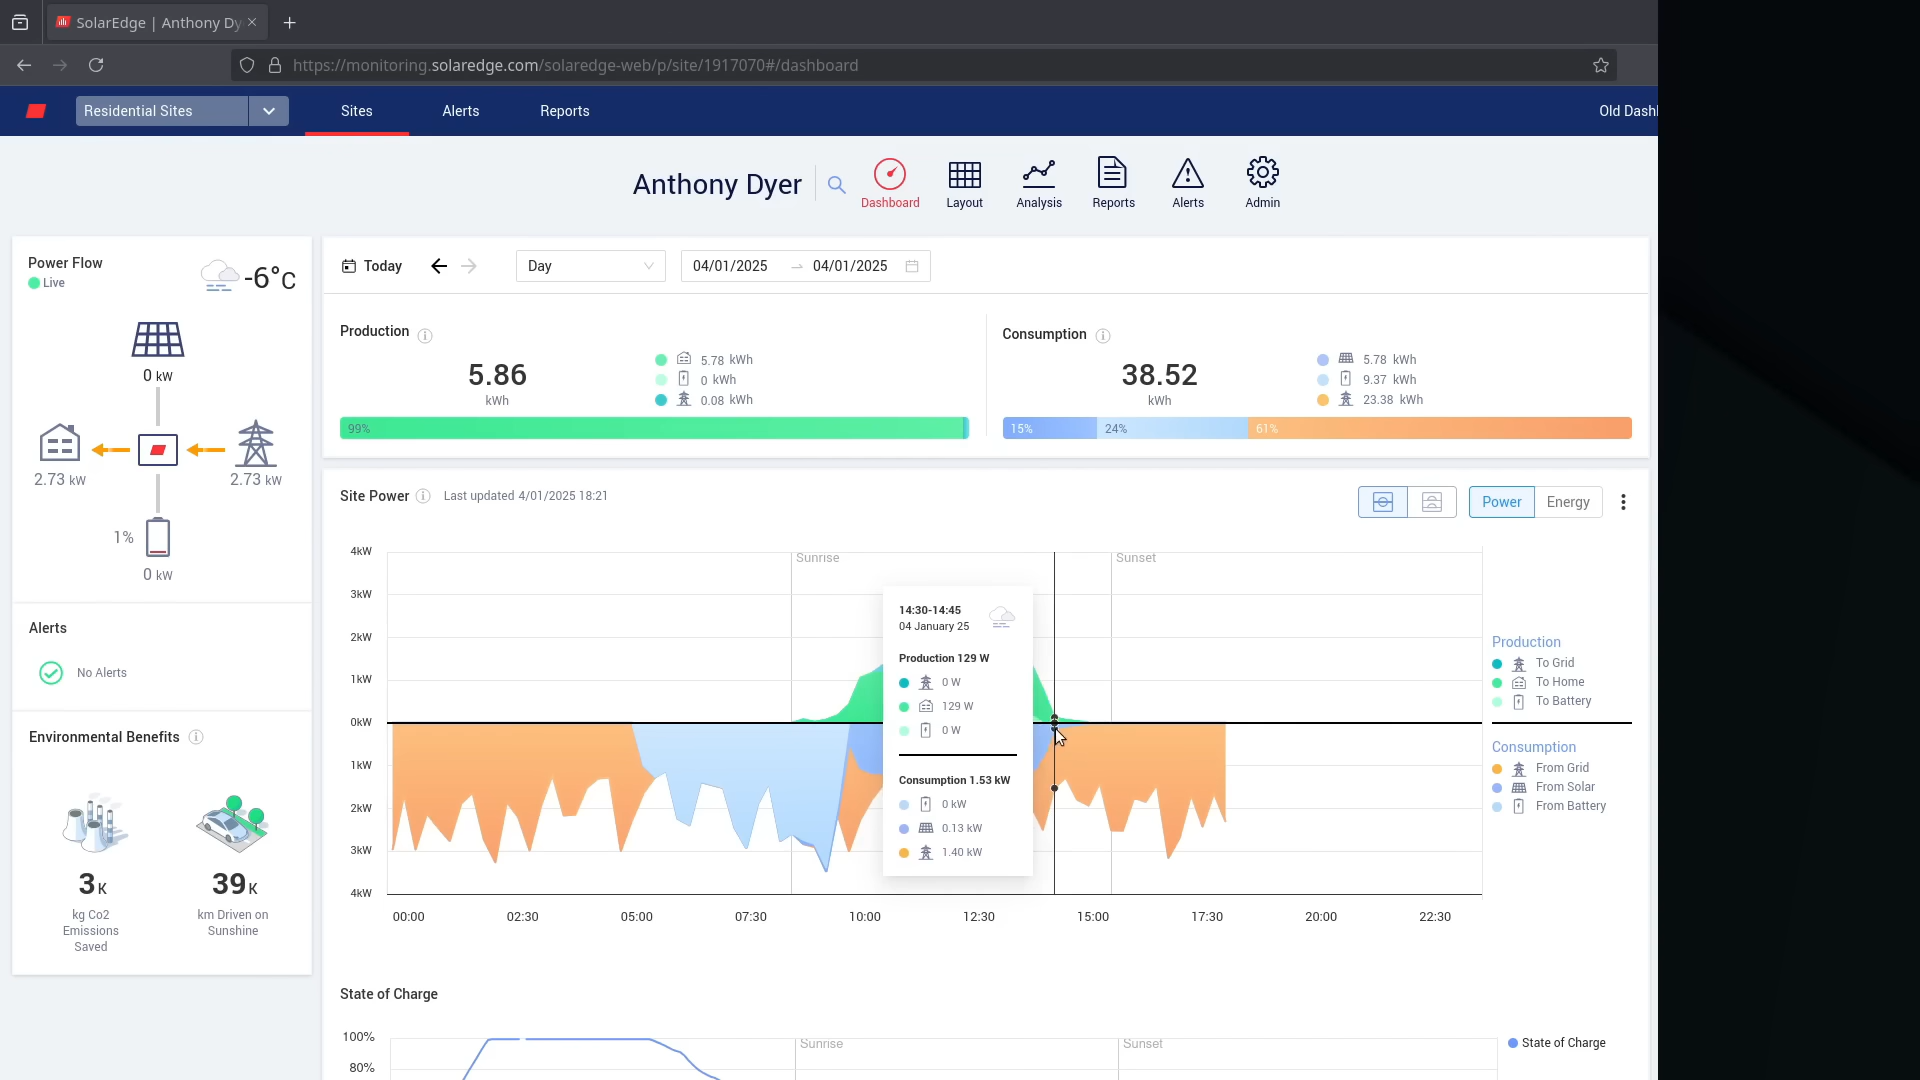 SolarEdge | Anthony Dy
https://monitoring.solaredge.com/solaredge-web/p/site/1917070#/dashboard
Residential Sites
Sites
Alerts
Reports
Old Dash
Anthony Dyer
Dashboard
Layout
Analysis
Reports
Alerts
Admin
Power Flow
Live
-6°C
0 kW
2.73 kW
2.73 kW
1%
0 kW
Alerts
No Alerts
Environmental Benefits
3K
kg Co2
Emissions
Saved
39K
km Driven on
Sunshine
Today
Day
04/01/2025 → 04/01/2025
Production
5.86
kWh
5.78 kWh
0 kWh
0.08 kWh
99%
Consumption
38.52
kWh
5.78 kWh
9.37 kWh
23.38 kWh
15%
24%
61%
Site Power
Last updated 4/01/2025 18:21
Power
Energy
4kW
3kW
2kW
1kW
0kW
1kW
2kW
3kW
4kW
Sunrise
Sunset
14:30-14:45
04 January 25
Production 129 W
0 W
129 W
0 W
Consumption 1.53 kW
0 kW
0.13 kW
1.40 kW
00:00
02:30
05:00
07:30
10:00
12:30
15:00
17:30
20:00
22:30
Production
To Grid
To Home
To Battery
Consumption
From Grid
From Solar
From Battery
State of Charge
100%
80%
Sunrise
Sunset
State of Charge